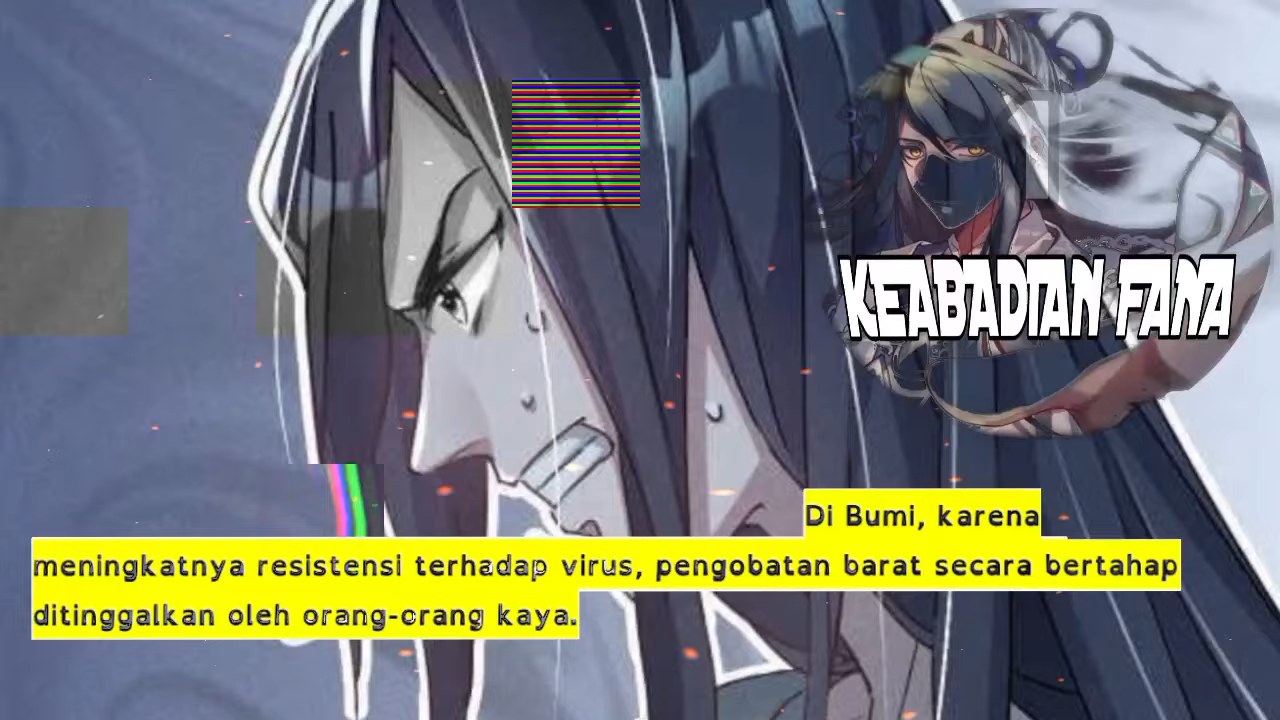 KEABADIAN FANA
Di Bumi, karena
meningkatnya resistensi terhadap virus, pengobatan barat secara bertahap
ditinggalkan oleh orang-orang kaya.